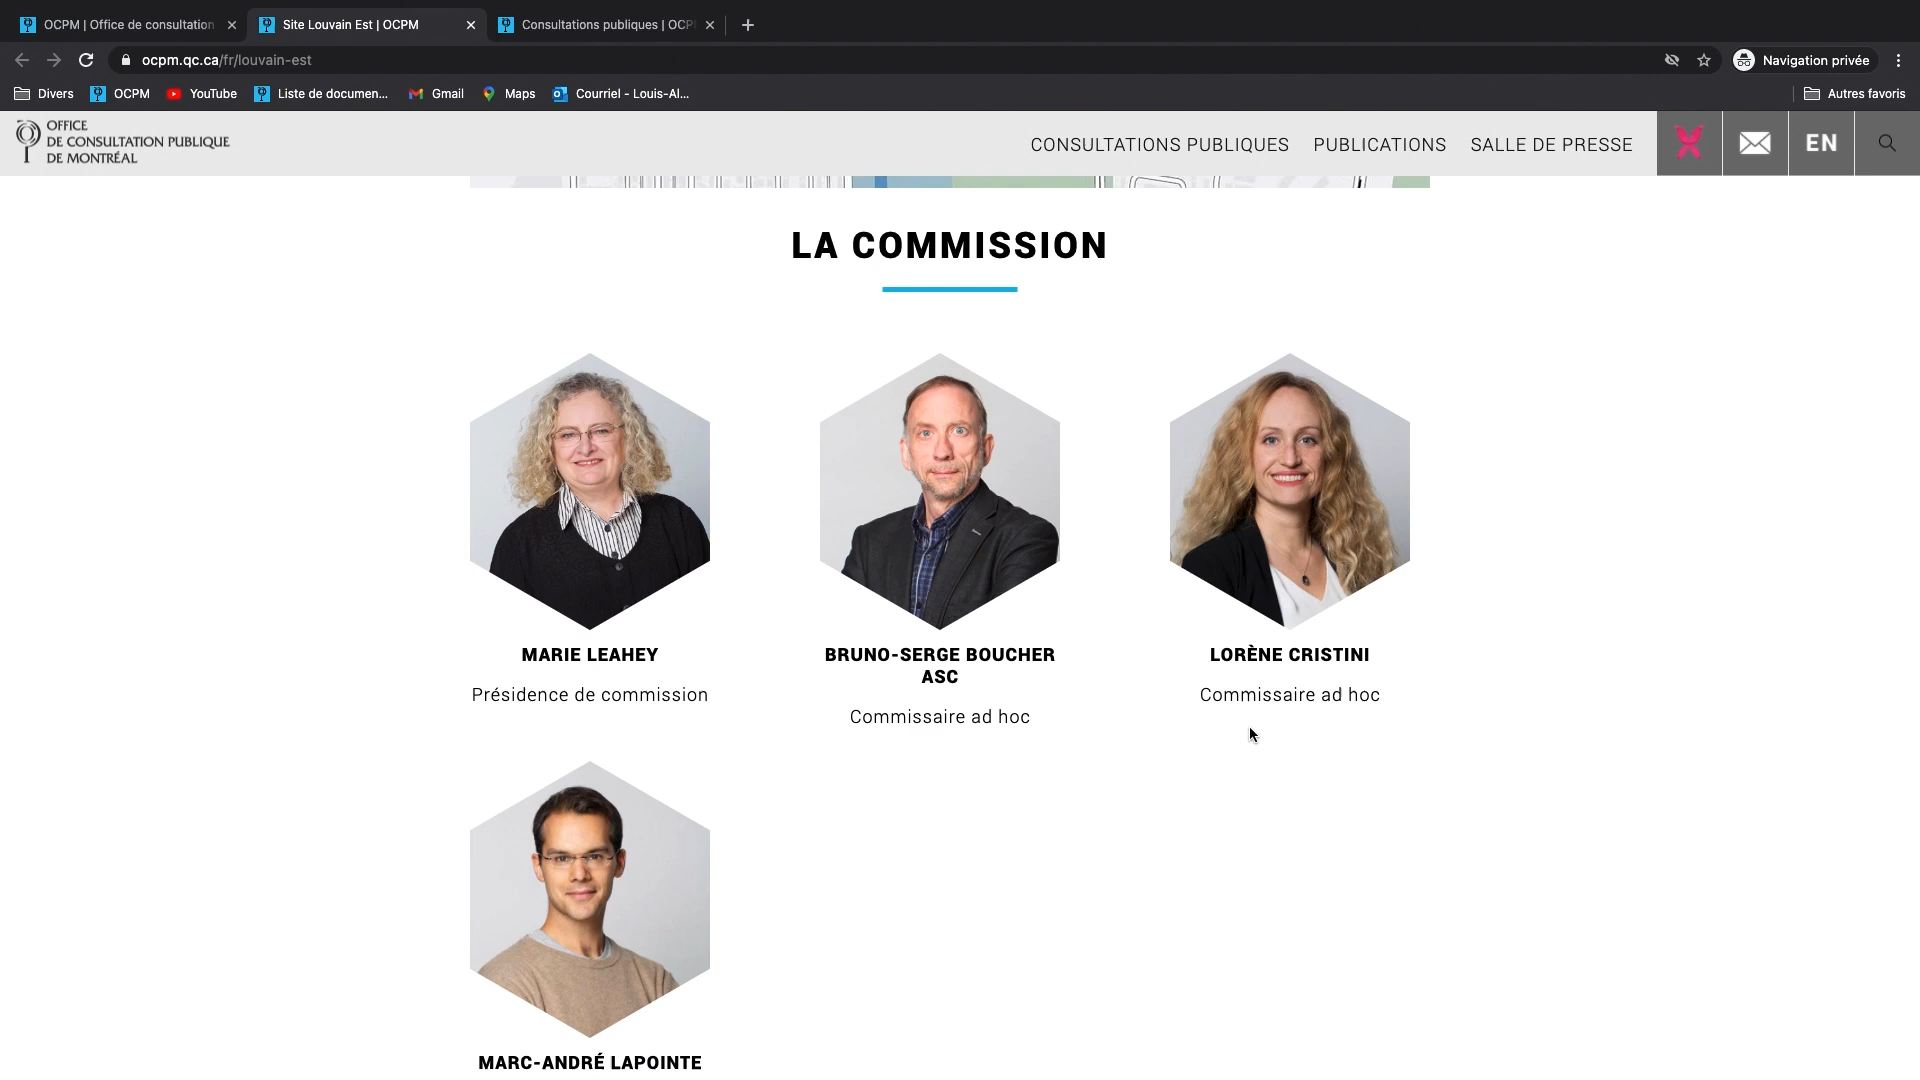 OCPM | Office de consultation
Site Louvain Est | OCPM
Consultations publiques | OCP
ocpm.qc.ca/fr/louvain-est
Navigation privée
Divers
OCPM
YouTube
Liste de documen...
Gmail
Maps
Courriel - Louis-Al...
Autres favoris
OFFICE
DE CONSULTATION PUBLIQUE
DE MONTRÉAL
CONSULTATIONS PUBLIQUES
PUBLICATIONS
SALLE DE PRESSE
EN
LA COMMISSION
MARIE LEAHEY
Présidence de commission
BRUNO-SERGE BOUCHER
ASC
Commissaire ad hoc
LORÈNE CRISTINI
Commissaire ad hoc
MARC-ANDRÉ LAPOINTE